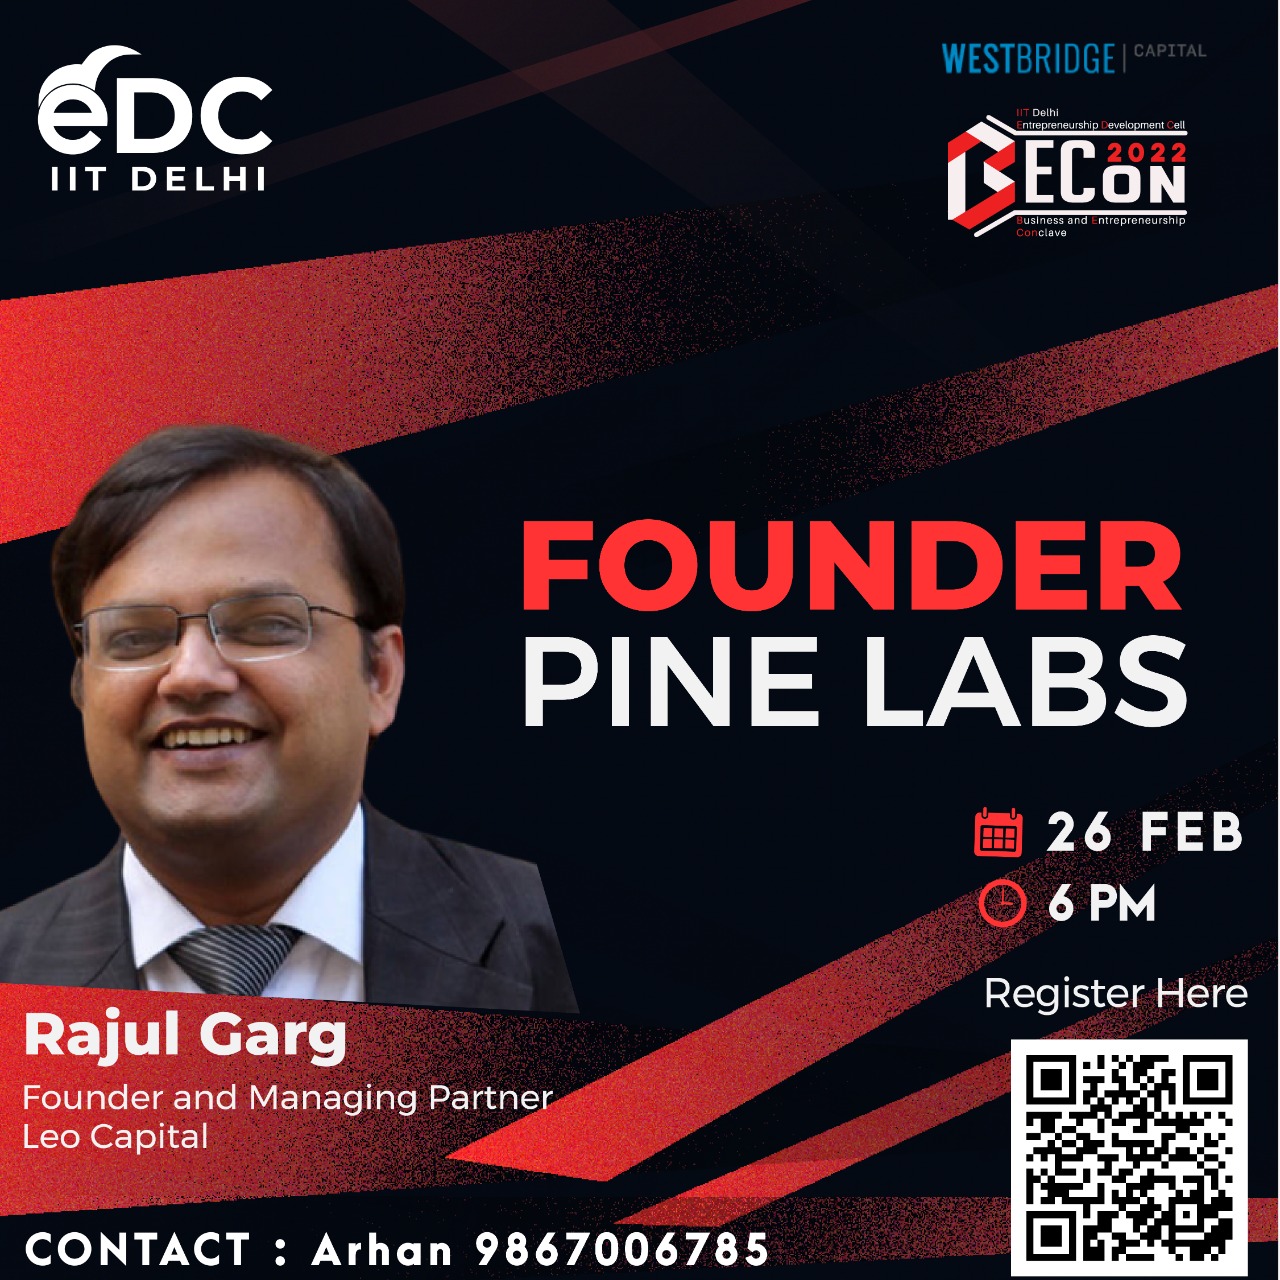 eDC
IIT DELHI
WESTBRIDGE | CAPITAL
IIT Delhi
Entrepreneurship Development Cell
BECON 2022
Business and Entrepreneurship
Conclave
FOUNDER
PINE LABS
26 FEB
6 PM
Register Here
Rajul Garg
Founder and Managing Partner
Leo Capital
CONTACT : Arhan 9867006785